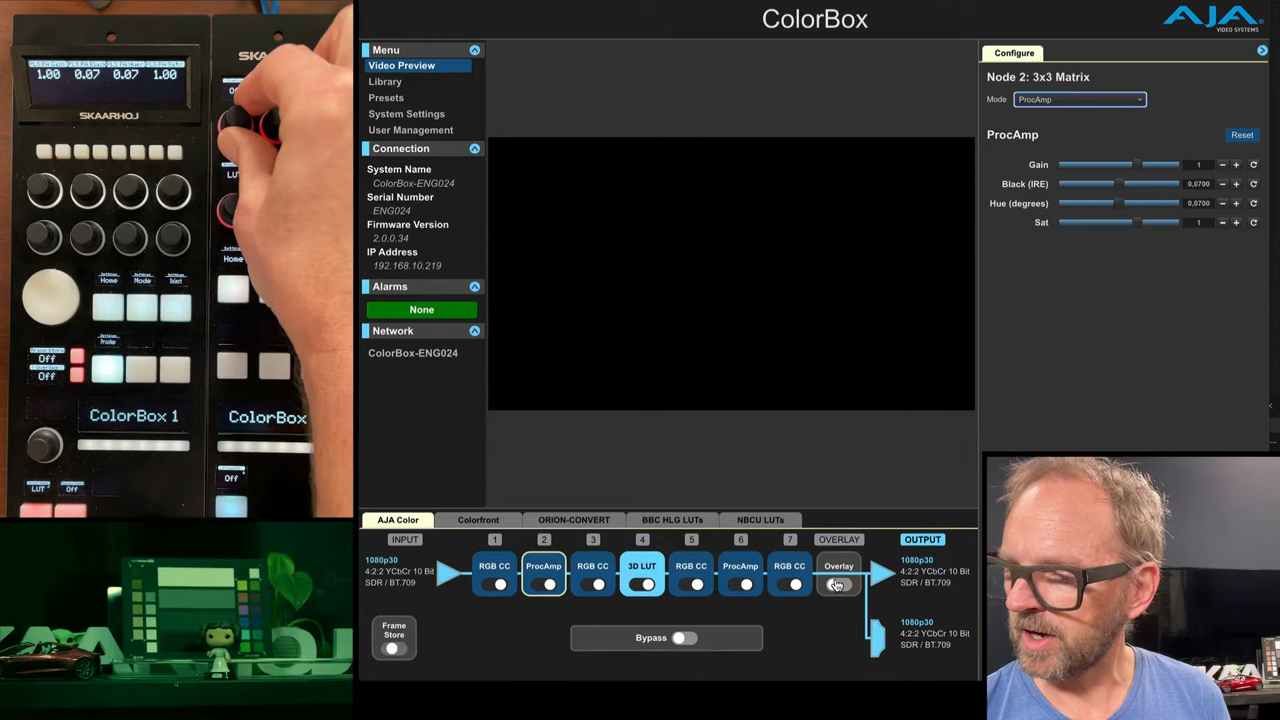 ColorBox
AJA
VIDEO SYSTEMS
1.00 0.07 0.07 1.00
SKAARHOJ
Home
Mode
Select
Off
Off
ColorBox 1
ColorBox
Off
LUT
Home
Menu
Video Preview
Library
Presets
System Settings
User Management
Connection
System Name
ColorBox-ENG024
Serial Number
ENG024
Firmware Version
2.0.0.34
IP Address
192.168.10.219
Alarms
None
Network
ColorBox-ENG024
Configure
Node 2: 3x3 Matrix
Mode ProcAmp
ProcAmp Reset
Gain 1
Black (IRE) 0,0700
Hue (degrees) 0,0700
Sat 1
AJA Color Colorfront ORION-CONVERT BBC HLG LUTs NBCU LUTs
INPUT 1 2 3 4 5 6 7 OVERLAY OUTPUT
1080p30
4:2:2 YCbCr 10 Bit
SDR / BT.709
RGB CC ProcAmp RGB CC 3D LUT RGB CC ProcAmp RGB CC Overlay
1080p30
4:2:2 YCbCr 10 Bit
SDR / BT.709
Frame
Store
Bypass
1080p30
4:2:2 YCbCr 10 Bit
SDR / BT.709